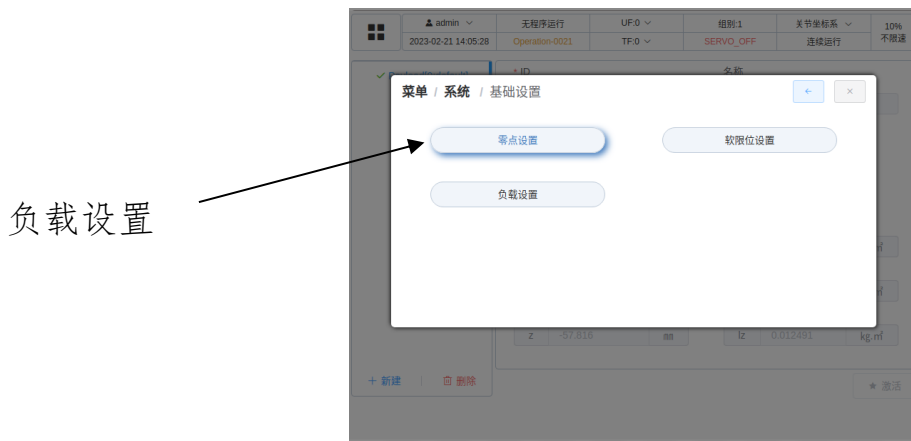 admin
无程序运行
UF:0
组别:1
关节坐标系
10%
2023-02-21 14:05:28
Operation-0021
TF:0
SERVO_OFF
连续运行
不限速
* ID
名称
菜单 / 系统 / 基础设置
零点设置
软限位设置
负载设置
负载设置
z -57.818 mm
Iz 0.012491 kg.㎡
+ 新建
删除
★ 激活